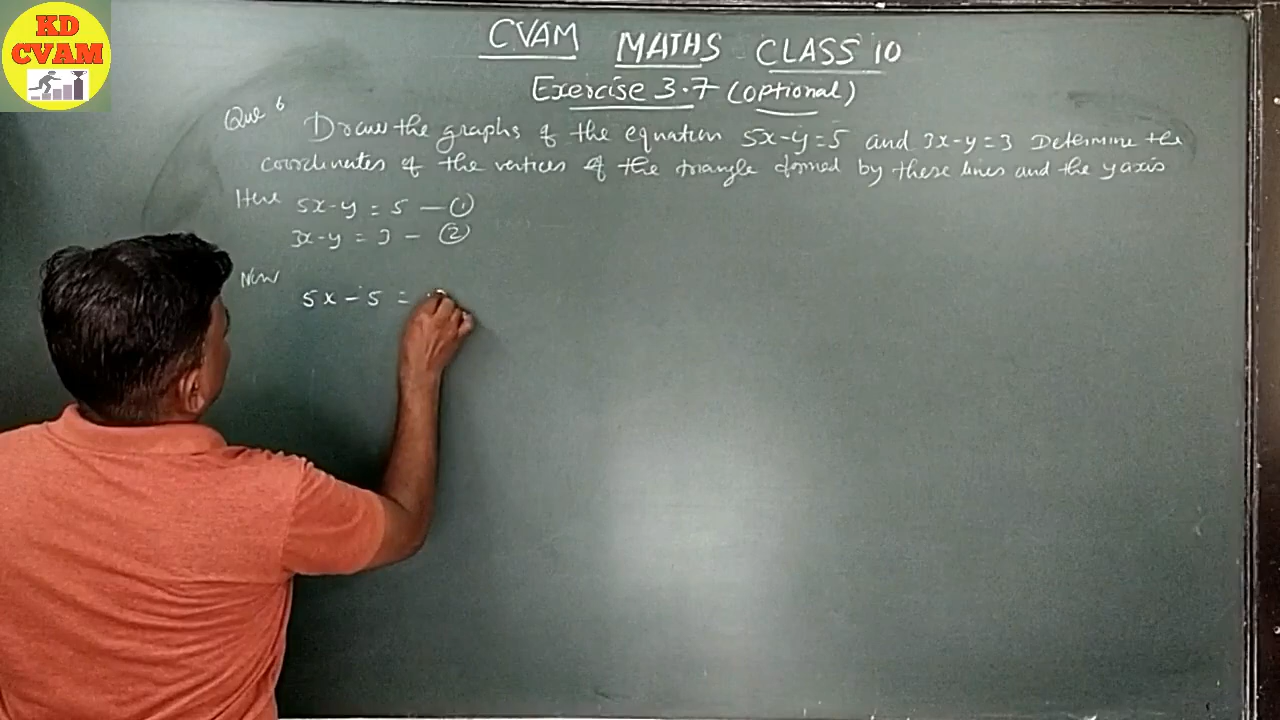 KD
CVAM
CVAM MATHS CLASS 10
Exercise 3.7 (optional)
Que 6 Draw the graphs of the equation 5x-y=5 and 3x-y=3 Determine the
coordinates of the vertices of the triangle formed by these lines and the y axis
Here 5x-y = 5 — ①
3x-y = 3 — ②
Now
5x - 5 =